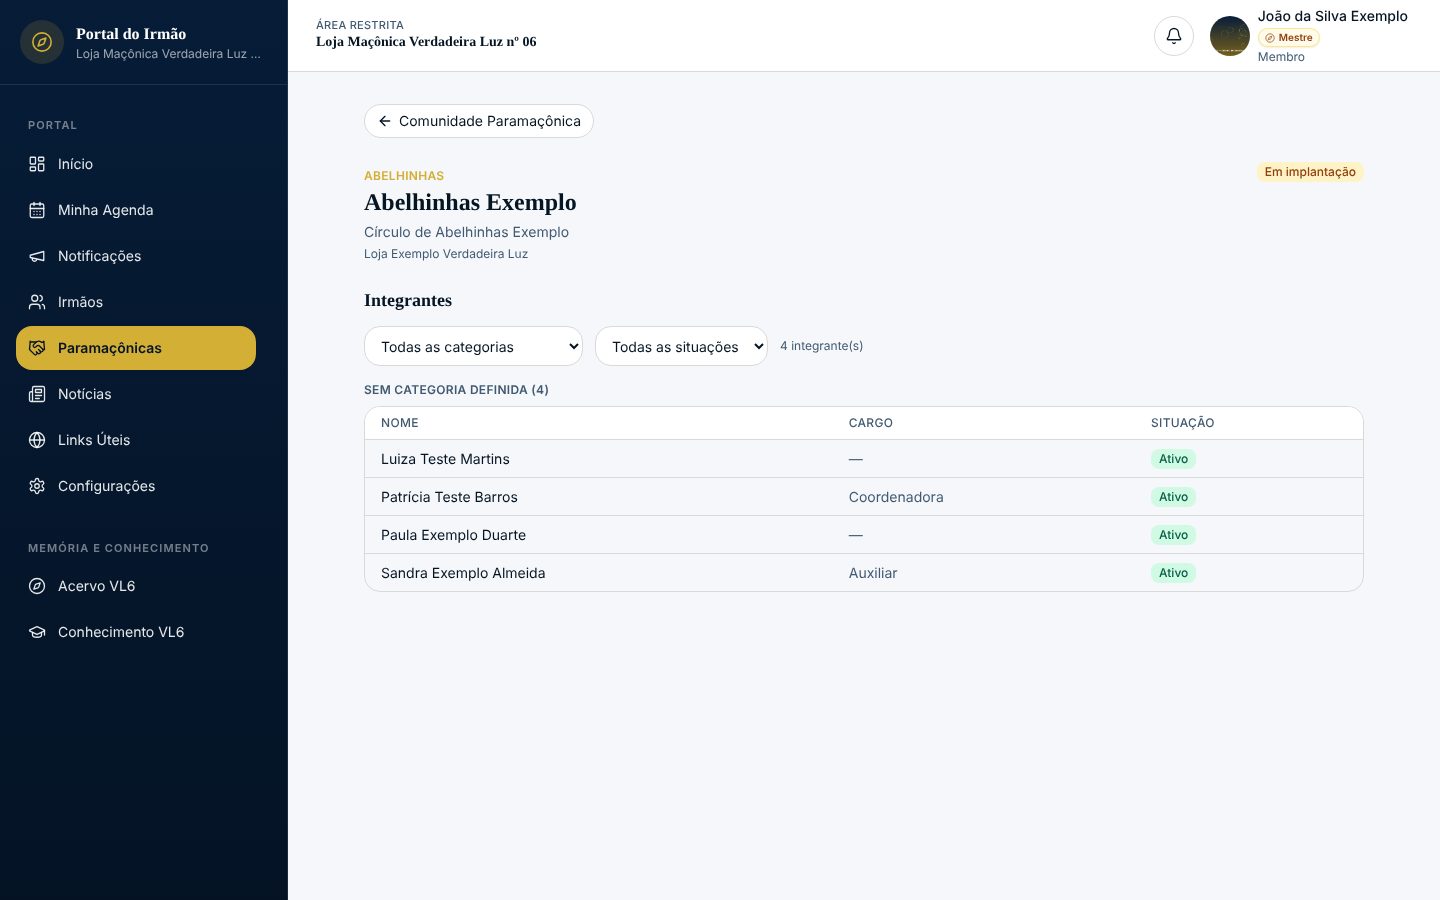 Portal do Irmão
Loja Maçônica Verdadeira Luz ...
PORTAL
Início
Minha Agenda
Notificações
Irmãos
Paramaçônicas
Notícias
Links Úteis
Configurações
MEMÓRIA E CONHECIMENTO
Acervo VL6
Conhecimento VL6
ÁREA RESTRITA
Loja Maçônica Verdadeira Luz nº 06
João da Silva Exemplo
Mestre
Membro
Comunidade Paramaçônica
ABELHINHAS
Em implantação
Abelhinhas Exemplo
Círculo de Abelhinhas Exemplo
Loja Exemplo Verdadeira Luz
Integrantes
Todas as categorias Todas as situações 4 integrante(s)
SEM CATEGORIA DEFINIDA (4)
NOME CARGO SITUAÇÃO
Luiza Teste Martins — Ativo
Patrícia Teste Barros Coordenadora Ativo
Paula Exemplo Duarte — Ativo
Sandra Exemplo Almeida Auxiliar Ativo